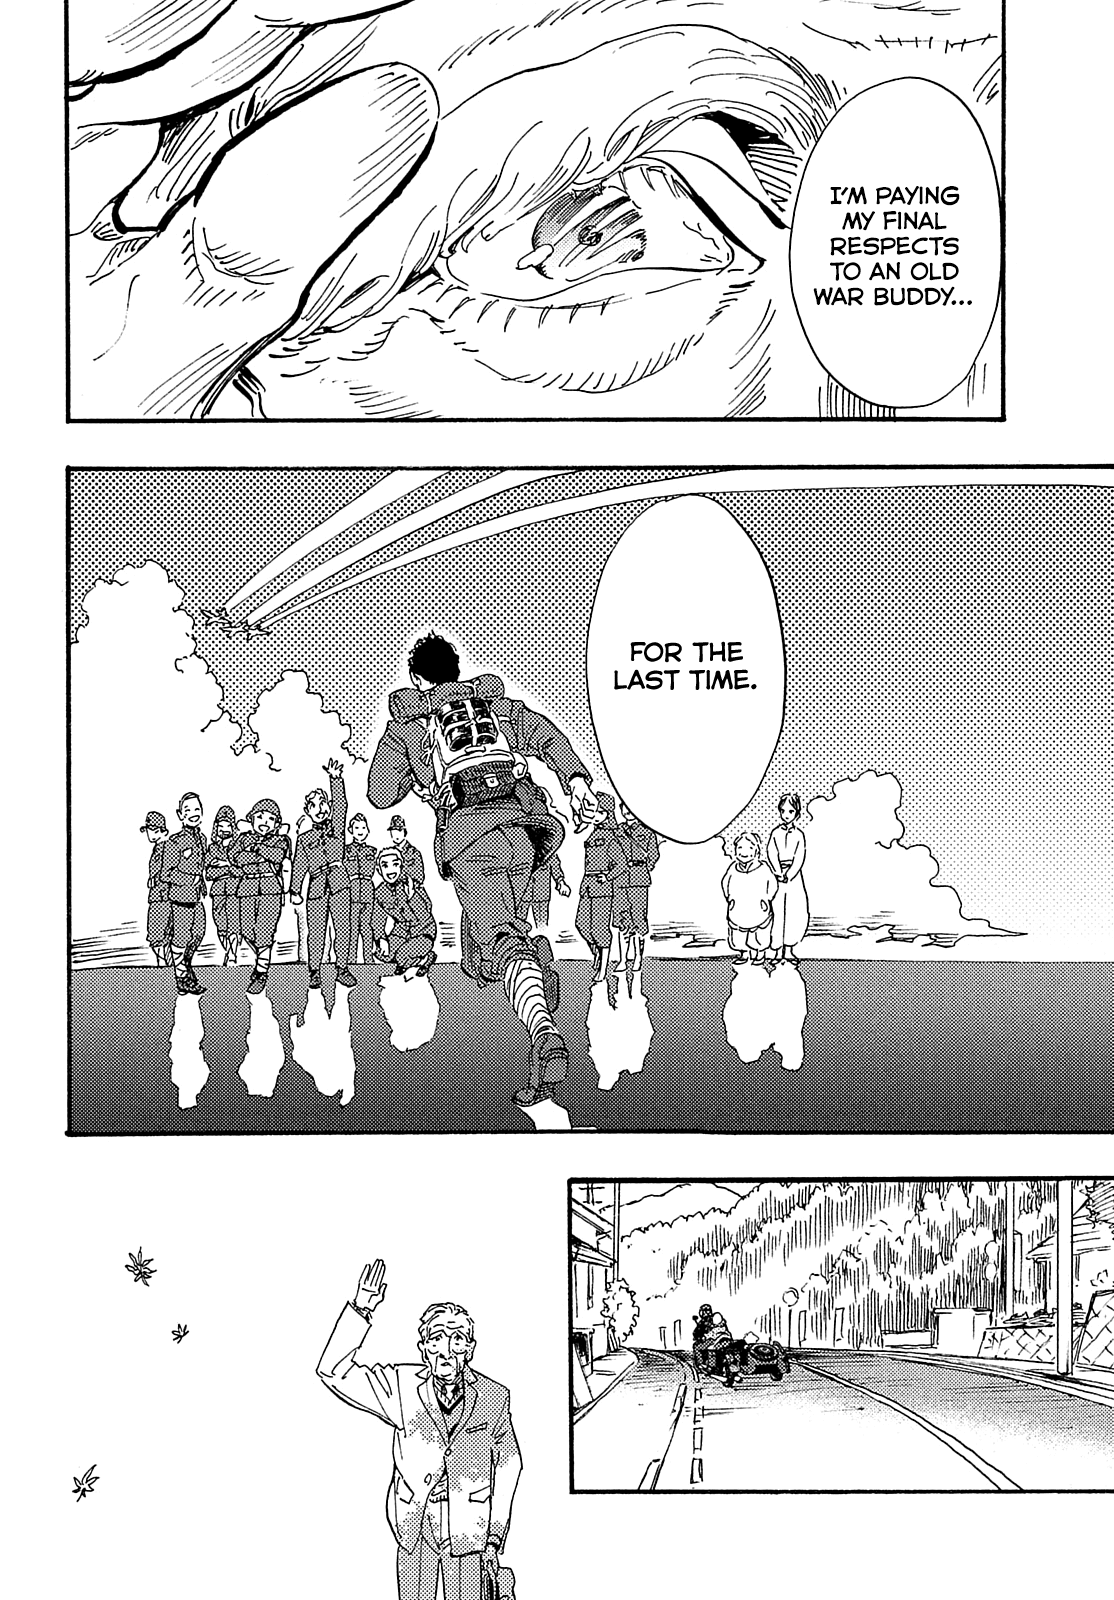 I'M PAYING
MY FINAL
RESPECTS
TO AN OLD
WAR BUDDY...
FOR THE
LAST TIME.